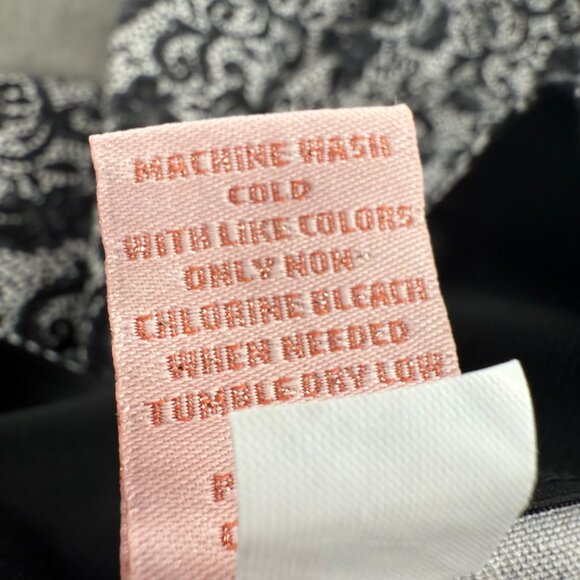 MACHINE WASH
COLD
WITH LIKE COLORS
ONLY NON-
CHLORINE BLEACH
WHEN NEEDED
TUMBLE DRY LOW